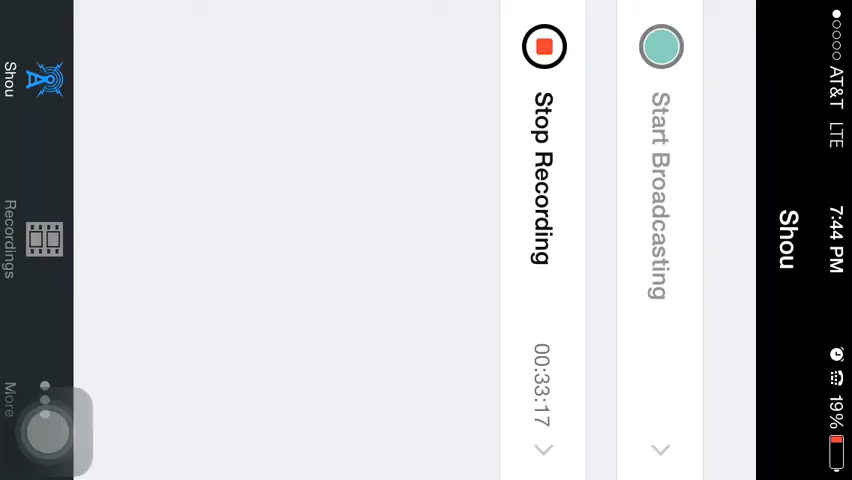 AT&T LTE 7:44 PM 19%
Shou
Start Broadcasting
Stop Recording 00:33:17
Shou Recordings More